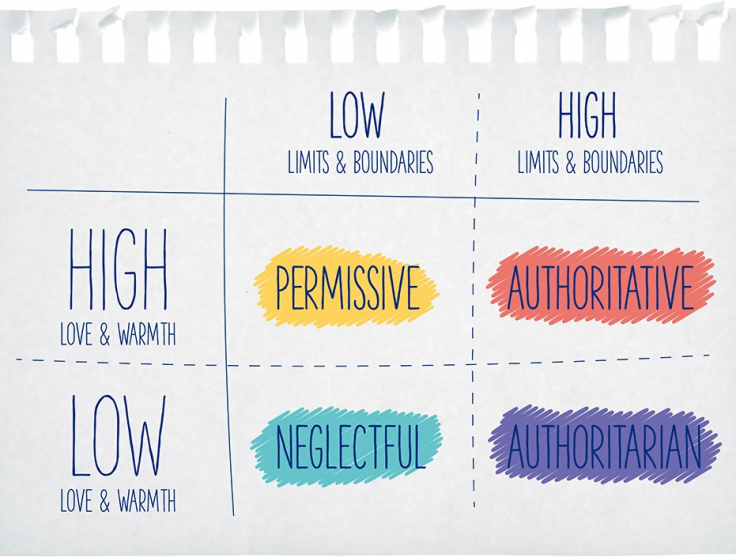 LOW
LIMITS & BOUNDARIES
HIGH
LIMITS & BOUNDARIES
HIGH
LOVE & WARMTH
PERMISSIVE
AUTHORITATIVE
LOW
LOVE & WARMTH
NEGLECTFUL
AUTHORITARIAN